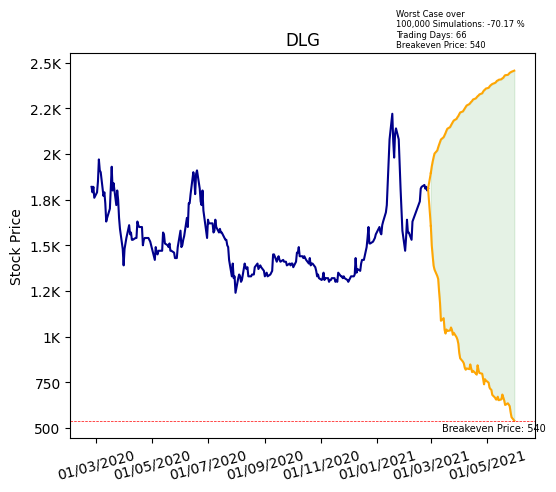 Worst Case over
100,000 Simulations: -70.17 %
Trading Days: 66
Breakeven Price: 540
DLG
Stock Price
2.5K
2.2K
2K
1.8K
1.5K
1.2K
1K
750
500
Breakeven Price: 540
01/03/2020
01/05/2020
01/07/2020
01/09/2020
01/11/2020
01/01/2021
01/03/2021
01/05/2021